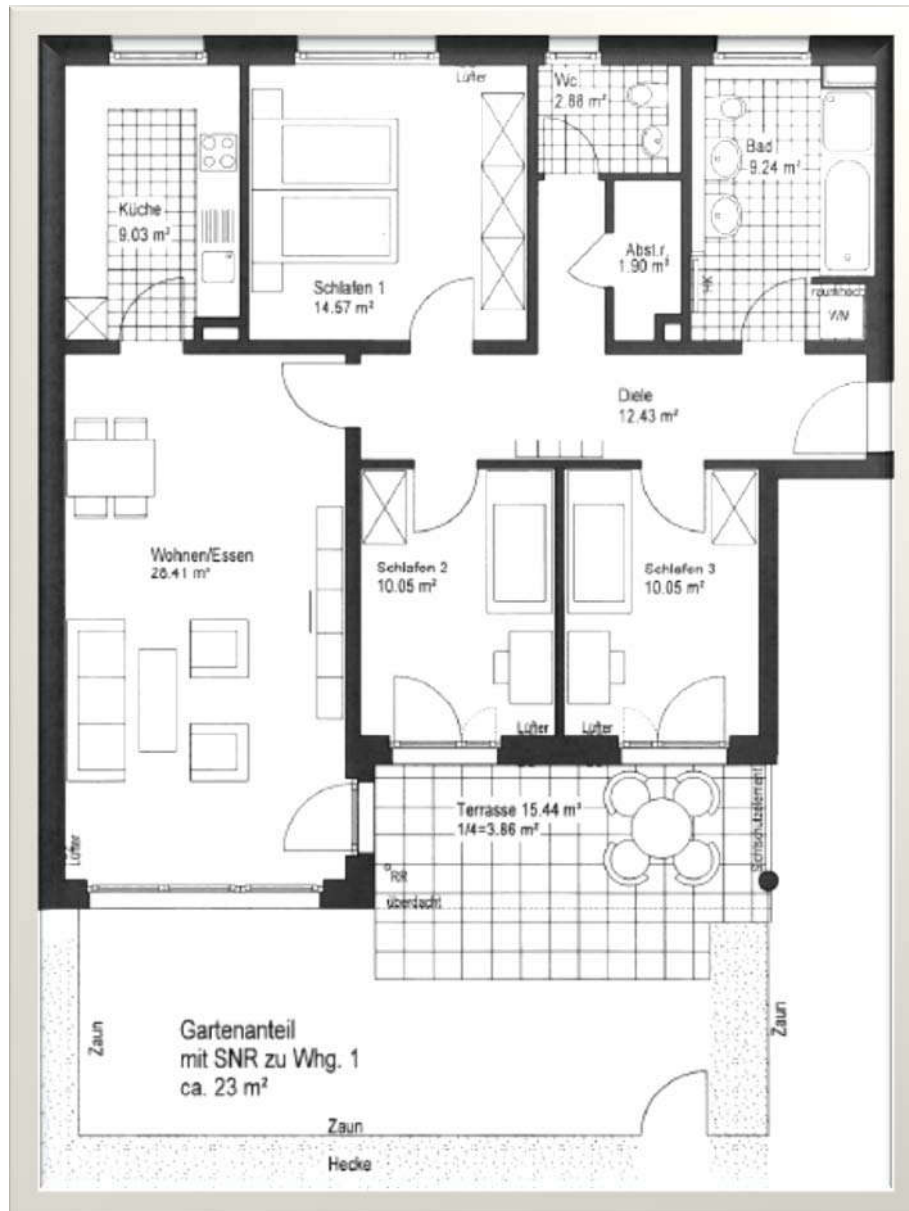 Lüfter
Wc.
2.88 m²
Bad
9.24 m²
Küche
9.03 m²
Schlafen 1
14.57 m²
Abst.r.
1.90 m²
HK
raumhoch
WM
Diele
12.43 m²
Wohnen/Essen
28.41 m²
Schlafen 2
10.05 m²
Schlafen 3
10.05 m²
Lüfter
Lüfter
Terrasse 15.44 m²
1/4=3.86 m²
Sichtschutzelement
Lüfter
RR
überdacht
Gartenanteil
mit SNR zu Whg. 1
ca. 23 m²
Zaun
Zaun
Zaun
Hecke